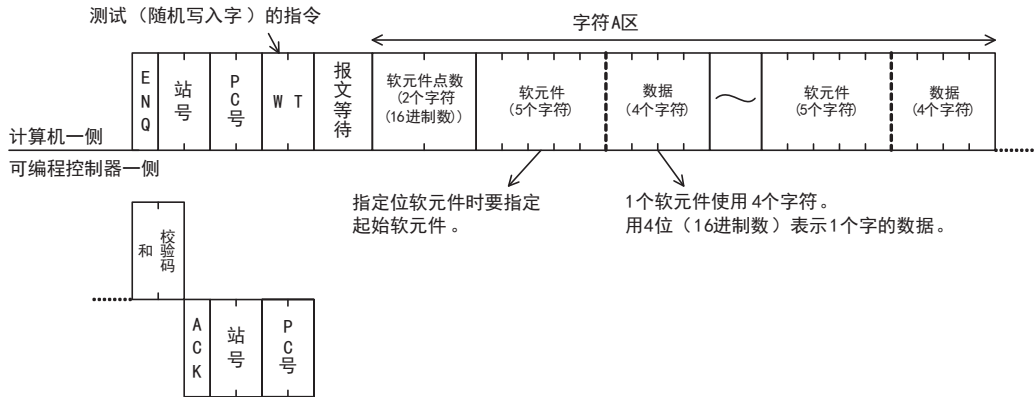 测试（随机写入字）的指令
字符A区
ENQ
站号
PC号
W T
报文等待
软元件点数
(2个字符
(16进制数))
软元件
(5个字符)
数据
(4个字符)
软元件
(5个字符)
数据
(4个字符)
计算机一侧
可编程控制器一侧
指定位软元件时要指定
起始软元件。
1个软元件使用4个字符。
用4位（16进制数）表示1个字的数据。
和校验码
ACK
站号
PC号